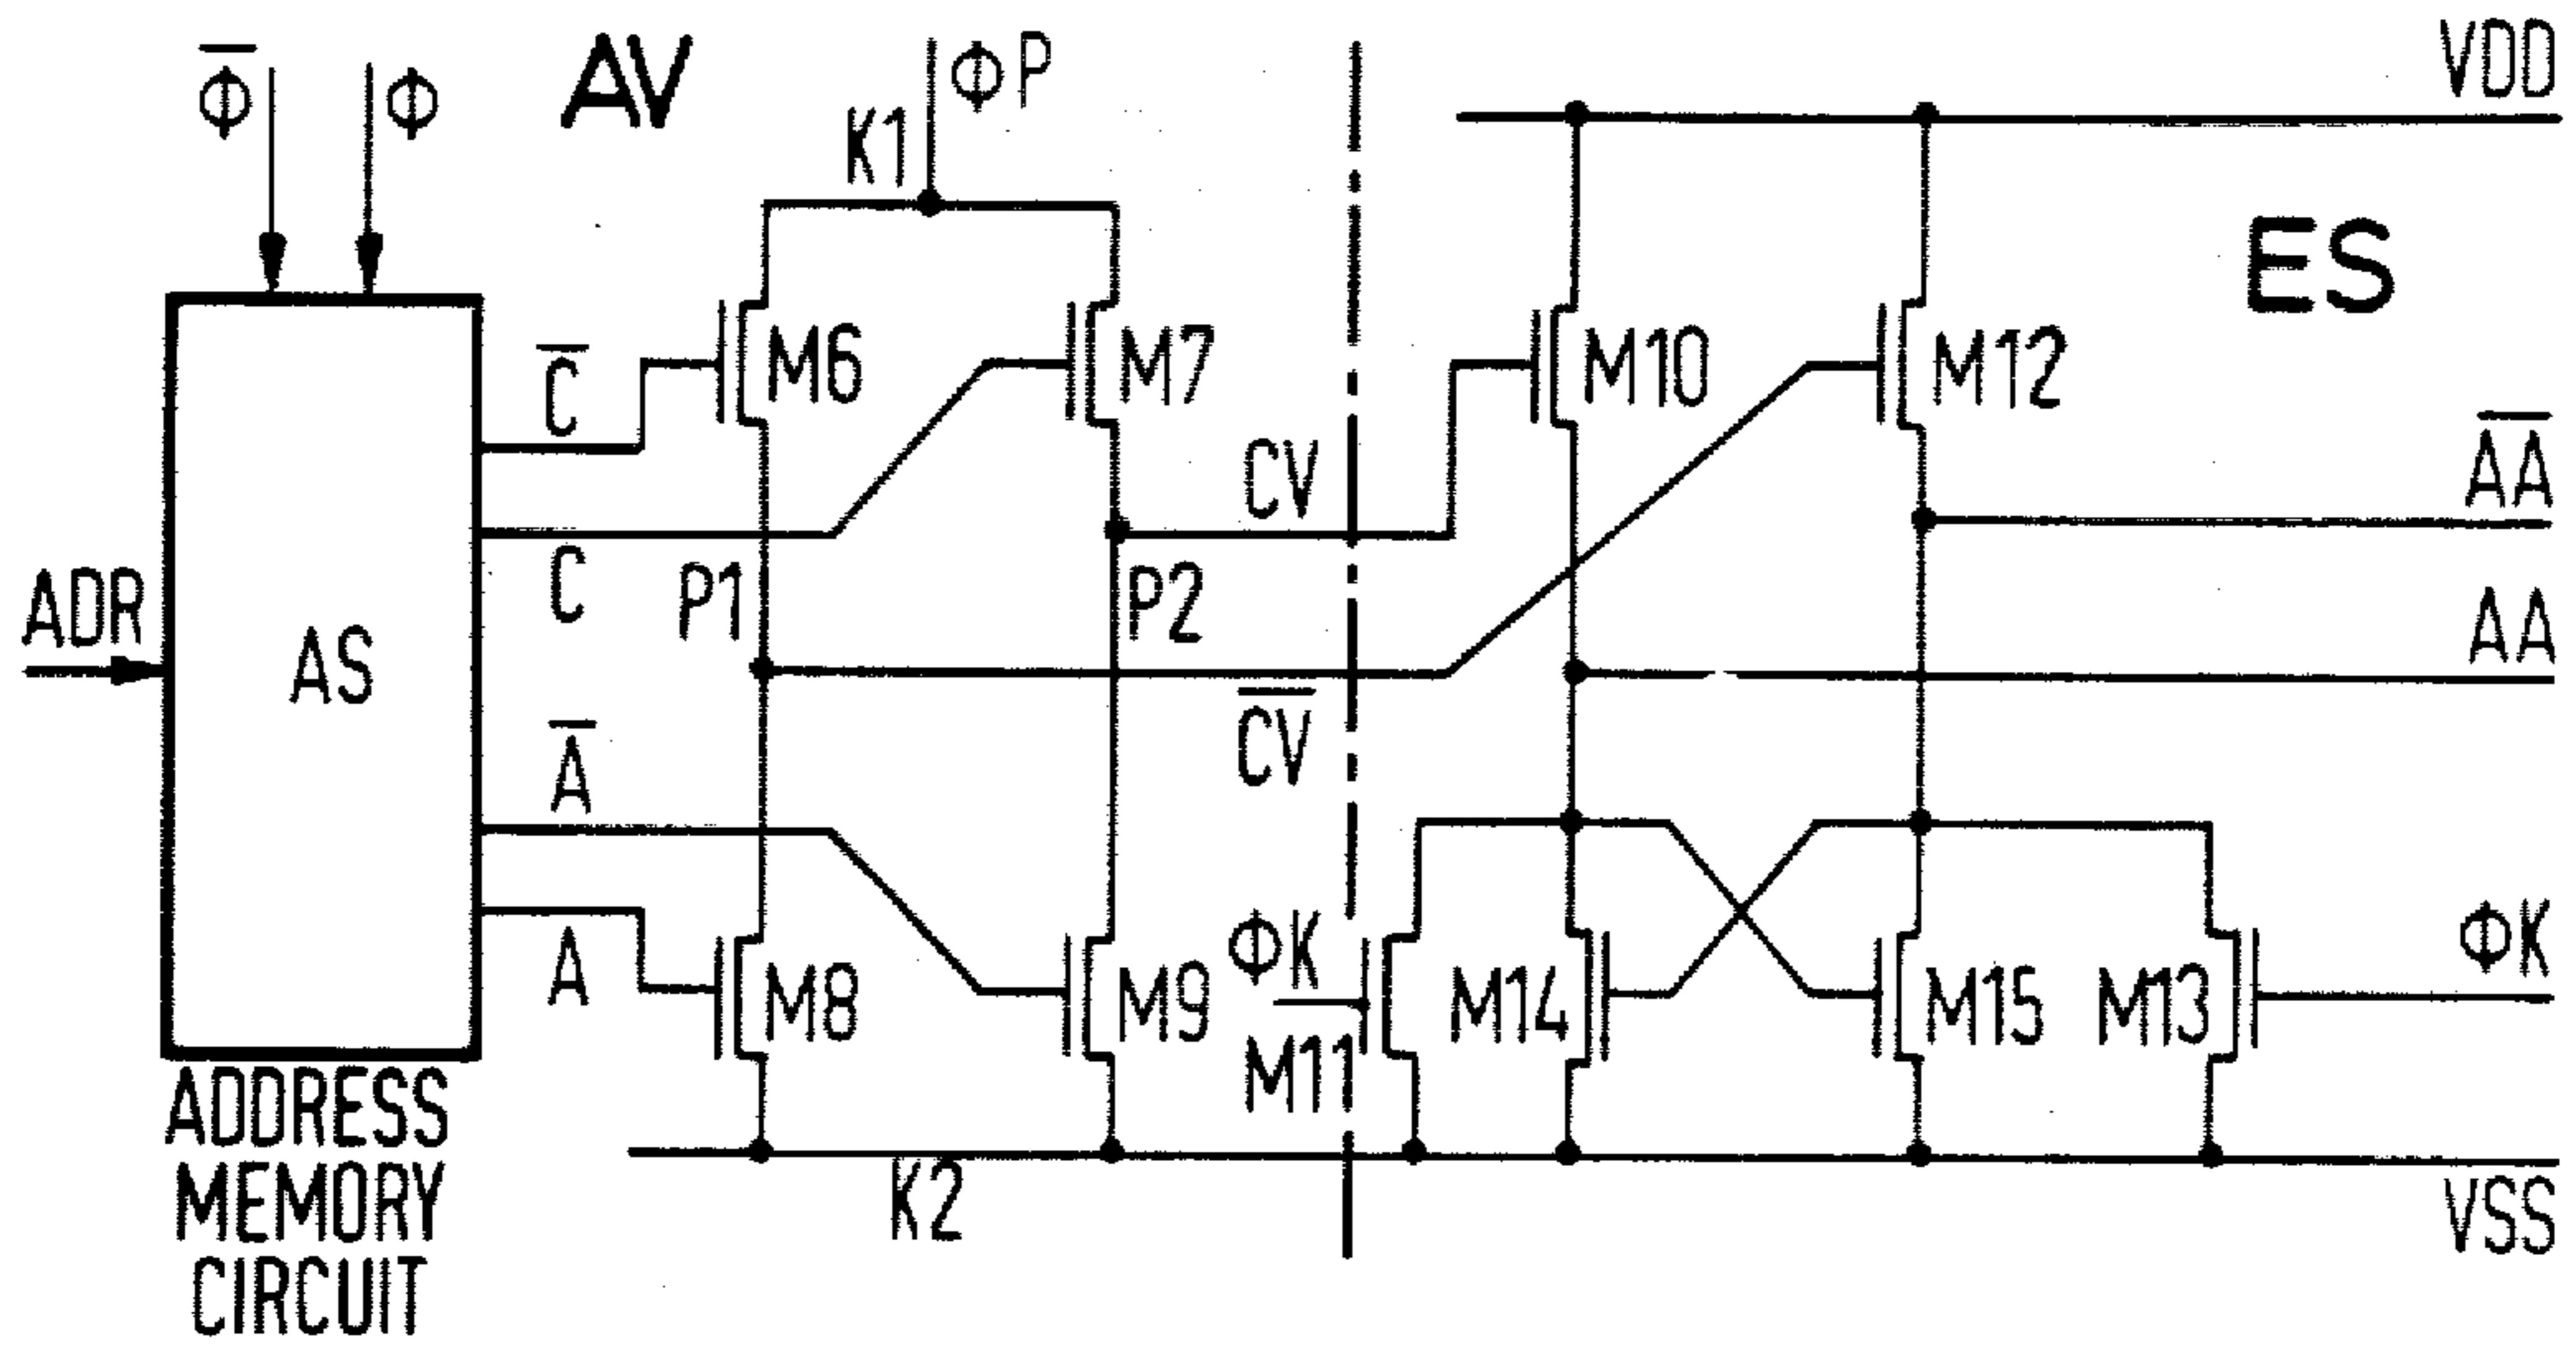 Φ̅ Φ AV ΦP VDD
K1
ES
C̅ M6 M7 M10 M12
CV A̅A̅
C P1 P2 AA
ADR AS
A̅ C̅V̅
A M8 M9 ΦK M14 M15 M13 ΦK
M11
K2 VSS
ADDRESS
MEMORY
CIRCUIT